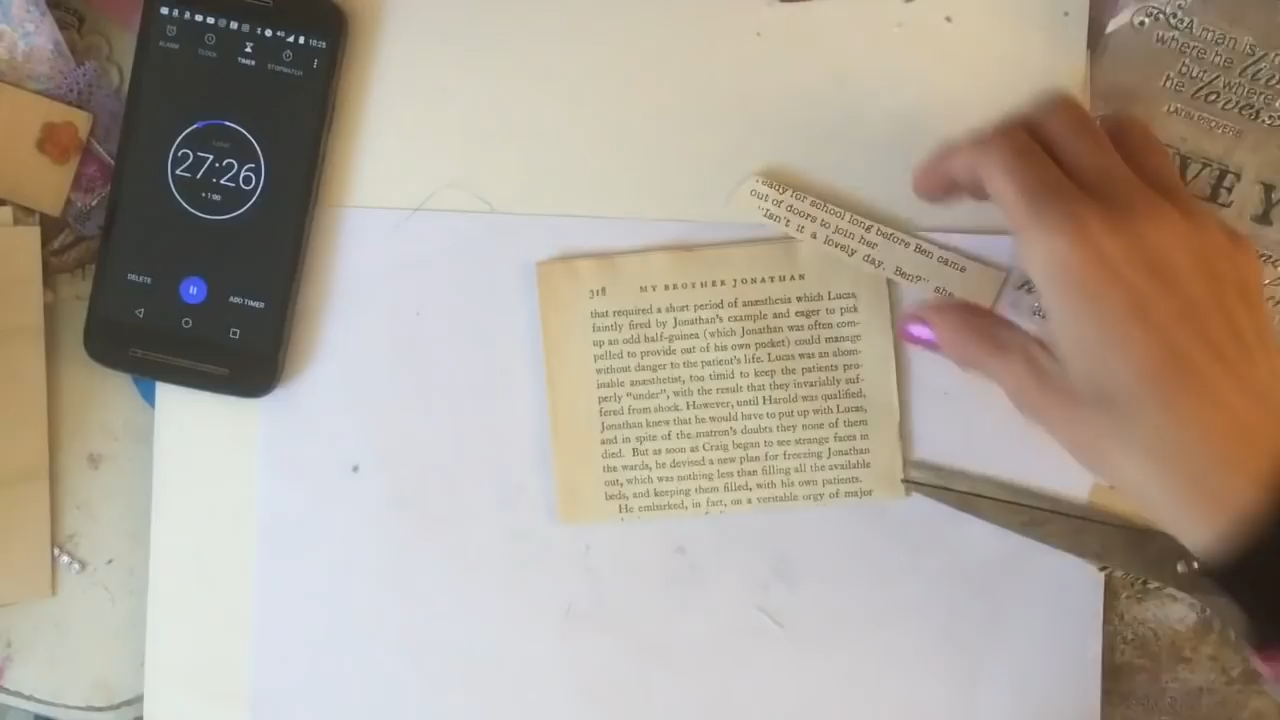 4G 10:25
ALARM
CLOCK
TIMER
STOPWATCH
27:26
+ 1:00
DELETE
ADD TIMER
A man is
where he live
but where
he loves
LATIN PROVERB
VE Y
ready for school long before Ben came
out of doors to join her
"Isn't it a lovely day, Ben?" she
318 MY BROTHER JONATHAN
that required a short period of anæsthesia which Lucas,
faintly fired by Jonathan's example and eager to pick
up an odd half-guinea (which Jonathan was often com-
pelled to provide out of his own pocket) could manage
without danger to the patient's life. Lucas was an abom-
inable anæsthetist, too timid to keep the patients pro-
perly "under", with the result that they invariably suf-
fered from shock. However, until Harold was qualified,
Jonathan knew that he would have to put up with Lucas,
and in spite of the matron's doubts they none of them
died. But as soon as Craig began to see strange faces in
the wards, he devised a new plan for freezing Jonathan
out, which was nothing less than filling all the available
beds, and keeping them filled, with his own patients.
He embarked, in fact, on a veritable orgy of major